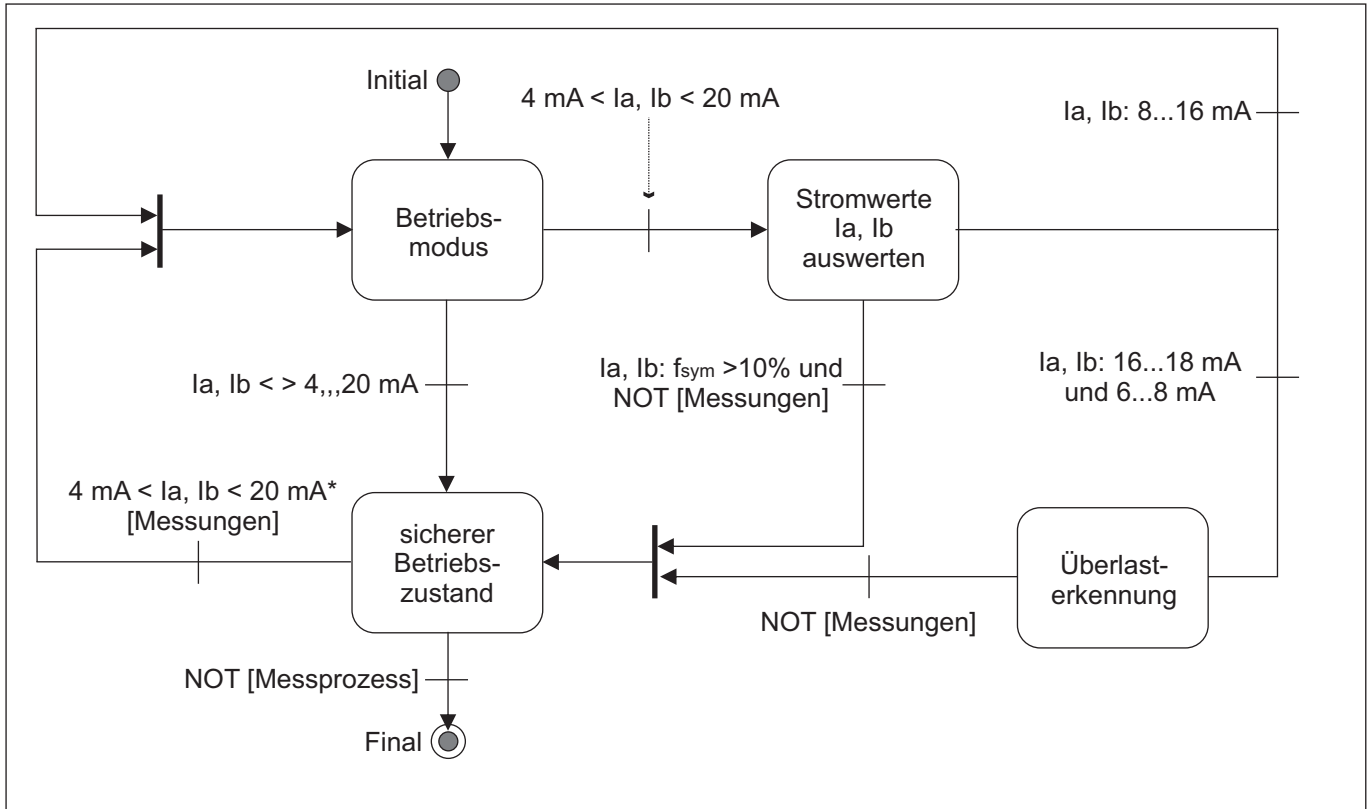 Initial
4 mA < Ia, Ib < 20 mA
Ia, Ib: 8...16 mA
Betriebs-
modus
Stromwerte
Ia, Ib
auswerten
Ia, Ib < > 4,,,20 mA
Ia, Ib: fsym >10% und
NOT [Messungen]
Ia, Ib: 16...18 mA
und 6...8 mA
4 mA < Ia, Ib < 20 mA*
[Messungen]
sicherer
Betriebs-
zustand
Überlast-
erkennung
NOT [Messungen]
NOT [Messprozess]
Final